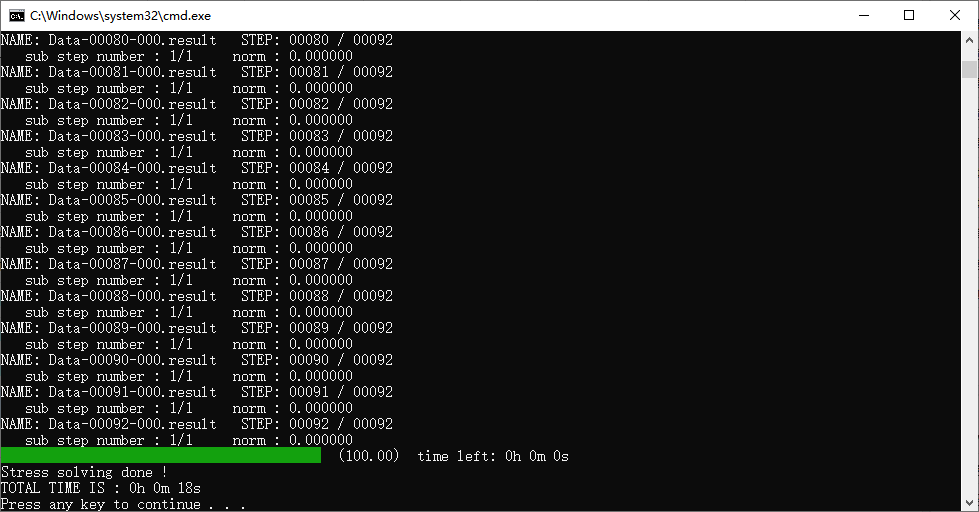 C:\Windows\system32\cmd.exe
NAME: Data-00080-000.result   STEP: 00080 / 00092
   sub step number : 1/1     norm : 0.000000
NAME: Data-00081-000.result   STEP: 00081 / 00092
   sub step number : 1/1     norm : 0.000000
NAME: Data-00082-000.result   STEP: 00082 / 00092
   sub step number : 1/1     norm : 0.000000
NAME: Data-00083-000.result   STEP: 00083 / 00092
   sub step number : 1/1     norm : 0.000000
NAME: Data-00084-000.result   STEP: 00084 / 00092
   sub step number : 1/1     norm : 0.000000
NAME: Data-00085-000.result   STEP: 00085 / 00092
   sub step number : 1/1     norm : 0.000000
NAME: Data-00086-000.result   STEP: 00086 / 00092
   sub step number : 1/1     norm : 0.000000
NAME: Data-00087-000.result   STEP: 00087 / 00092
   sub step number : 1/1     norm : 0.000000
NAME: Data-00088-000.result   STEP: 00088 / 00092
   sub step number : 1/1     norm : 0.000000
NAME: Data-00089-000.result   STEP: 00089 / 00092
   sub step number : 1/1     norm : 0.000000
NAME: Data-00090-000.result   STEP: 00090 / 00092
   sub step number : 1/1     norm : 0.000000
NAME: Data-00091-000.result   STEP: 00091 / 00092
   sub step number : 1/1     norm : 0.000000
NAME: Data-00092-000.result   STEP: 00092 / 00092
   sub step number : 1/1     norm : 0.000000
(100.00)  time left: 0h 0m 0s
Stress solving done !
TOTAL TIME IS : 0h 0m 18s
Press any key to continue . . .